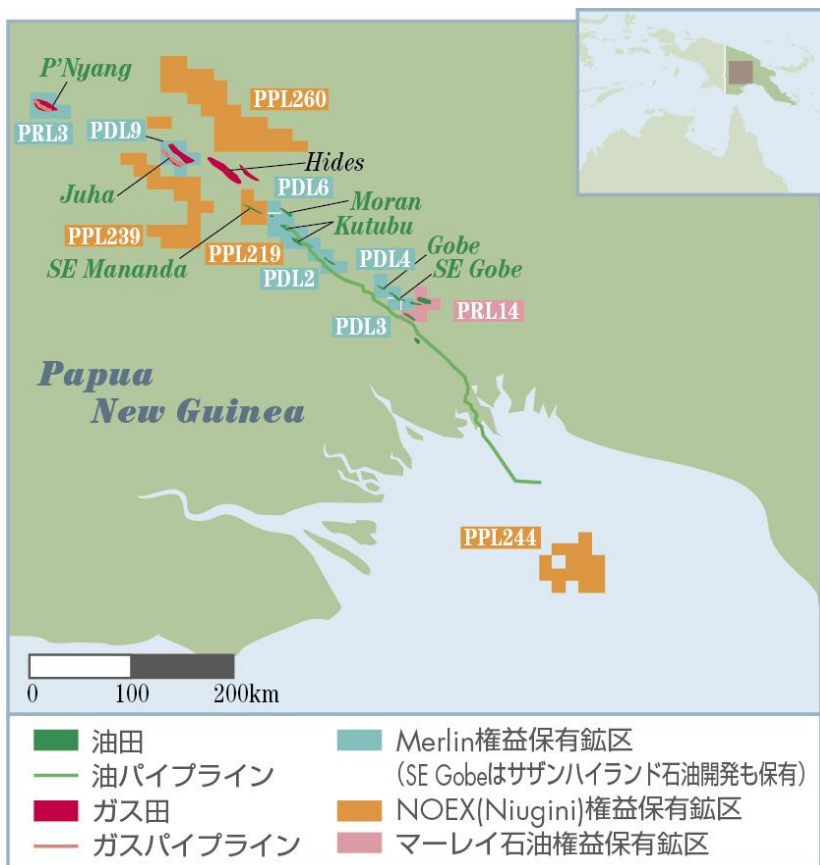 P'Nyang
PPL260
PRL3
PDL9
Hides
Juha
PDL6
Moran
Kutubu
PPL239
PPL219
Gobe
SE Mananda
PDL2
PDL4
SE Gobe
PDL3
PRL14
Papua
New Guinea
PPL244
0 100 200km
油田
油パイプライン
ガス田
ガスパイプライン
Merlin権益保有鉱区
（SE Gobeはサザンハイランド石油開発も保有）
NOEX(Niugini)権益保有鉱区
マーレイ石油権益保有鉱区